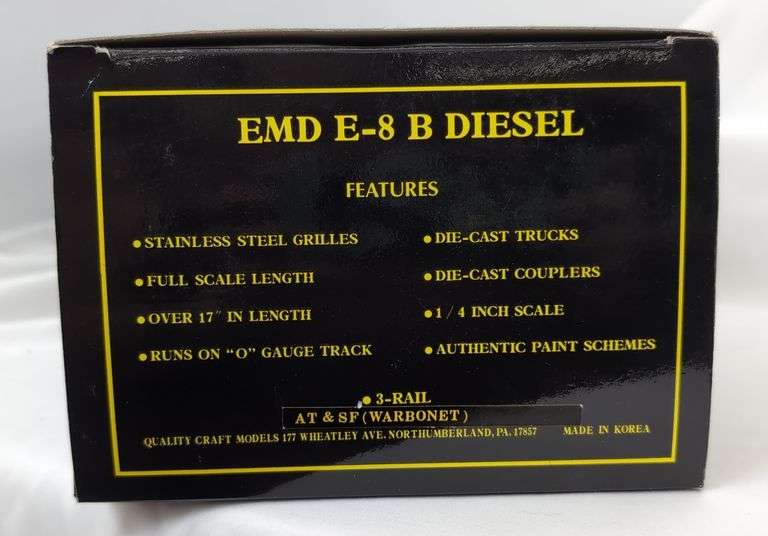 EMD E-8 B DIESEL
FEATURES
● STAINLESS STEEL GRILLES
● DIE-CAST TRUCKS
● FULL SCALE LENGTH
● DIE-CAST COUPLERS
● OVER 17″ IN LENGTH
● 1 / 4 INCH SCALE
● RUNS ON “O” GAUGE TRACK
● AUTHENTIC PAINT SCHEMES
● 3-RAIL
AT & SF (WARBONET)
QUALITY CRAFT MODELS 177 WHEATLEY AVE. NORTHUMBERLAND, PA. 17857 MADE IN KOREA